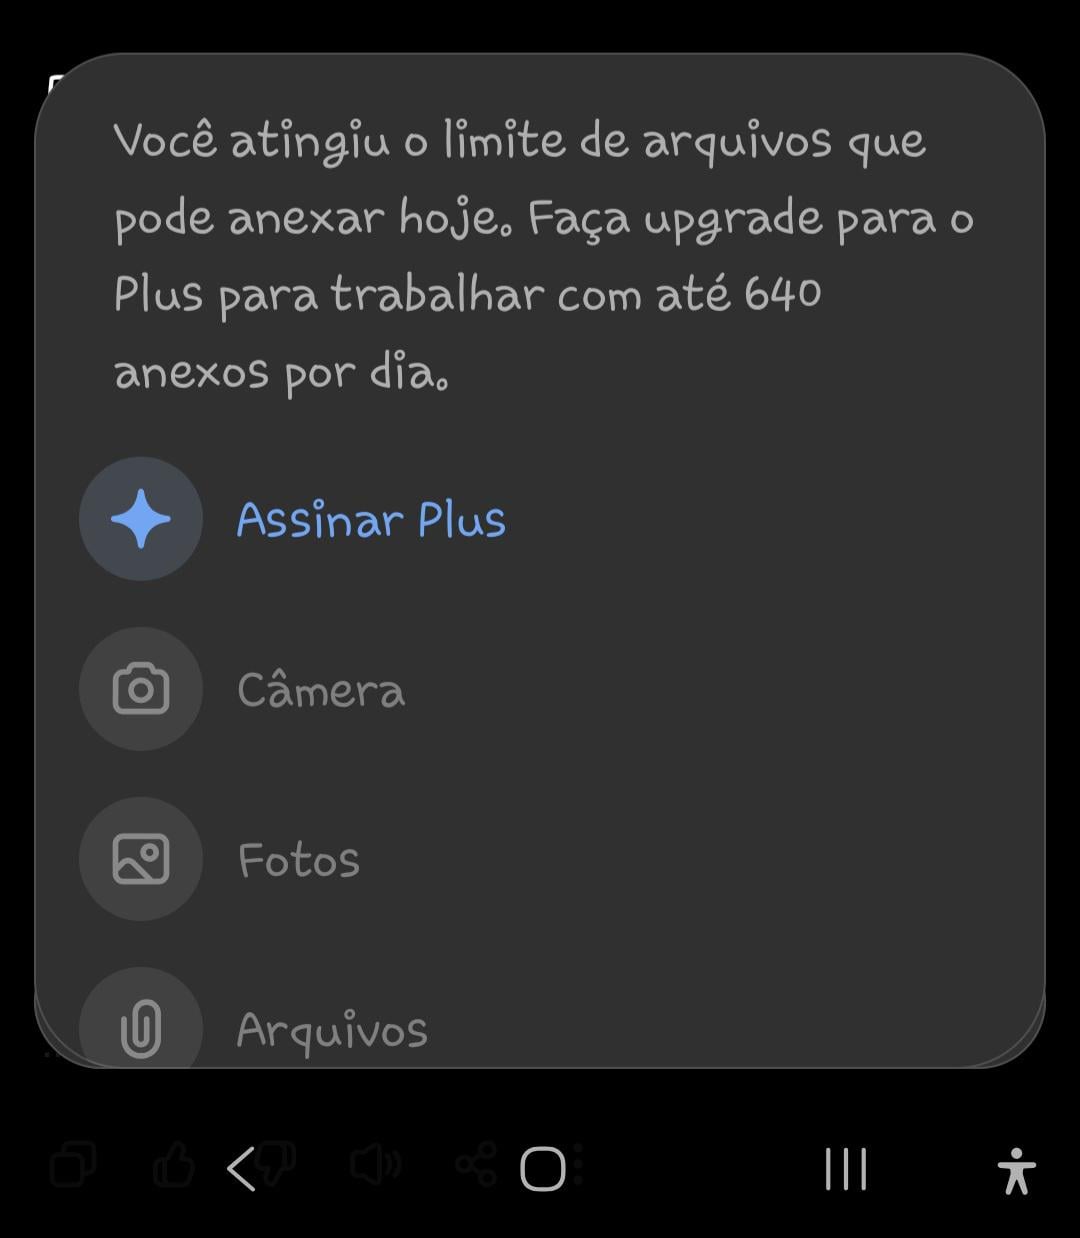 Você atingiu o limite de arquivos que
pode anexar hoje. Faça upgrade para o
Plus para trabalhar com até 640
anexos por dia.
Assinar Plus
Câmera
Fotos
Arquivos